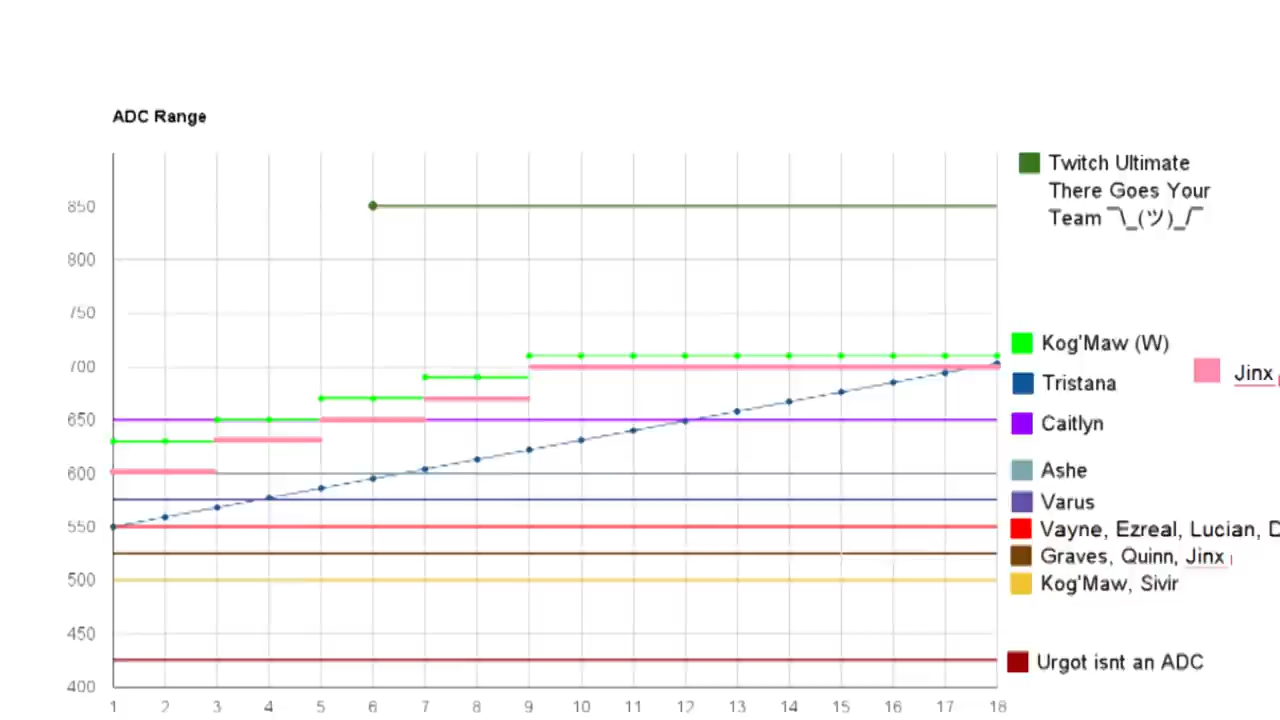 ADC Range
Twitch Ultimate
There Goes Your
Team ¯\_(ツ)_/¯
850
800
750
Kog'Maw (W)
700
Jinx
Tristana
650
Caitlyn
600
Ashe
Varus
550
Vayne, Ezreal, Lucian, D
Graves, Quinn, Jinx
500
Kog'Maw, Sivir
450
Urgot isnt an ADC
400
1 2 3 4 5 6 7 8 9 10 11 12 13 14 15 16 17 18